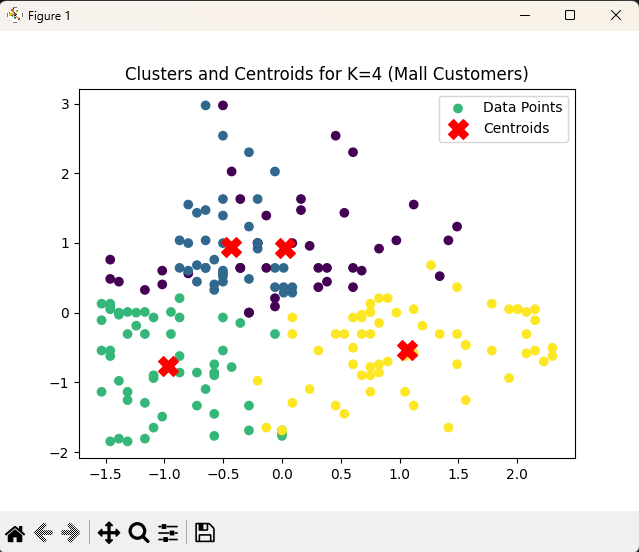 Figure 1
Clusters and Centroids for K=4 (Mall Customers)
Data Points
Centroids
3
2
1
0
−1
−2
−1.5 −1.0 −0.5 0.0 0.5 1.0 1.5 2.0